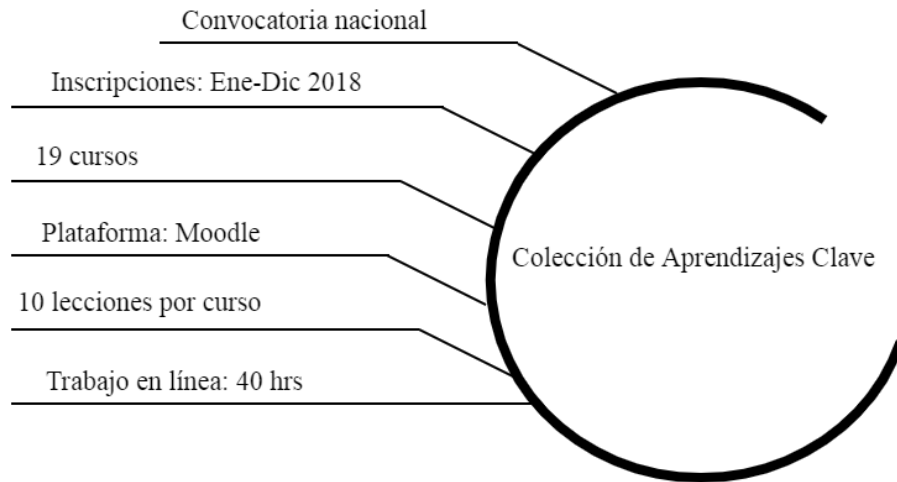 Convocatoria nacional
Inscripciones: Ene-Dic 2018
19 cursos
Plataforma: Moodle
Colección de Aprendizajes Clave
10 lecciones por curso
Trabajo en línea: 40 hrs